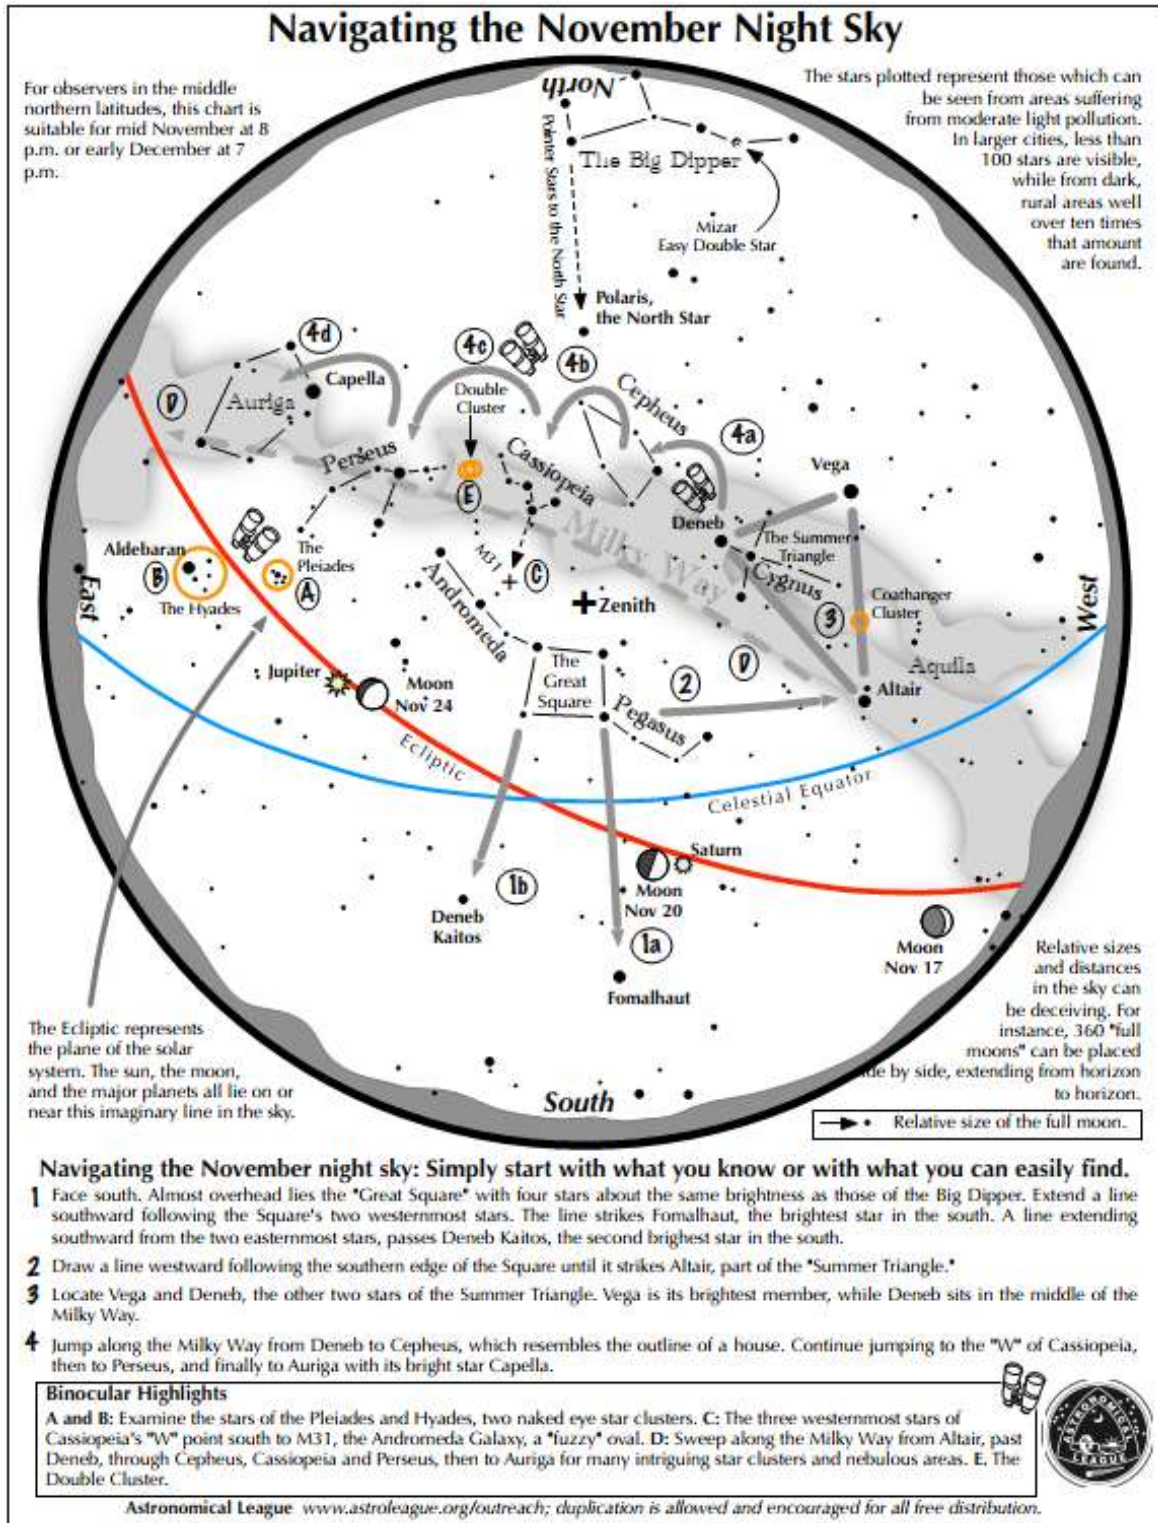 Navigating the November Night Sky
For observers in the middle
northern latitudes, this chart is
suitable for mid November at 8
p.m. or early December at 7
p.m.
The stars plotted represent those which can
be seen from areas suffering
from moderate light pollution.
In larger cities, less than
100 stars are visible,
while from dark,
rural areas well
over ten times
that amount
are found.
North
Pointer Stars to the North Star
The Big Dipper
Mizar
Easy Double Star
Polaris,
the North Star
4d
4c
4b
Capella
Double
Cluster
Cepheus
4a
D
Auriga
Perseus
Cassiopeia
Vega
E
Milky Way
Deneb
The Summer
Triangle
Cygnus
Aldebaran
B
The Hyades
The
Pleiades
A
M31
C
Andromeda
Zenith
3
Coathanger
Cluster
East
West
Jupiter
Moon
Nov 24
The
Great
Square
2
D
Aquila
Altair
Pegasus
Ecliptic
Celestial Equator
Saturn
Moon
Nov 20
1b
Deneb
Kaitos
1a
Fomalhaut
Moon
Nov 17
Relative sizes
and distances
in the sky can
be deceiving. For
instance, 360 "full
moons" can be placed
de by side, extending from horizon
to horizon.
The Ecliptic represents
the plane of the solar
system. The sun, the moon,
and the major planets all lie on or
near this imaginary line in the sky.
South
Relative size of the full moon.
Navigating the November night sky: Simply start with what you know or with what you can easily find.
1 Face south. Almost overhead lies the "Great Square" with four stars about the same brightness as those of the Big Dipper. Extend a line
southward following the Square's two westernmost stars. The line strikes Fomalhaut, the brightest star in the south. A line extending
southward from the two easternmost stars, passes Deneb Kaitos, the second brighest star in the south.
2 Draw a line westward following the southern edge of the Square until it strikes Altair, part of the "Summer Triangle."
3 Locate Vega and Deneb, the other two stars of the Summer Triangle. Vega is its brightest member, while Deneb sits in the middle of the
Milky Way.
4 Jump along the Milky Way from Deneb to Cepheus, which resembles the outline of a house. Continue jumping to the "W" of Cassiopeia,
then to Perseus, and finally to Auriga with its bright star Capella.
Binocular Highlights
A and B: Examine the stars of the Pleiades and Hyades, two naked eye star clusters. C: The three westernmost stars of
Cassiopeia's "W" point south to M31, the Andromeda Galaxy, a "fuzzy" oval. D: Sweep along the Milky Way from Altair, past
Deneb, through Cepheus, Cassiopeia and Perseus, then to Auriga for many intriguing star clusters and nebulous areas. E. The
Double Cluster.
ASTRONOMICAL LEAGUE
Astronomical League www.astroleague.org/outreach; duplication is allowed and encouraged for all free distribution.